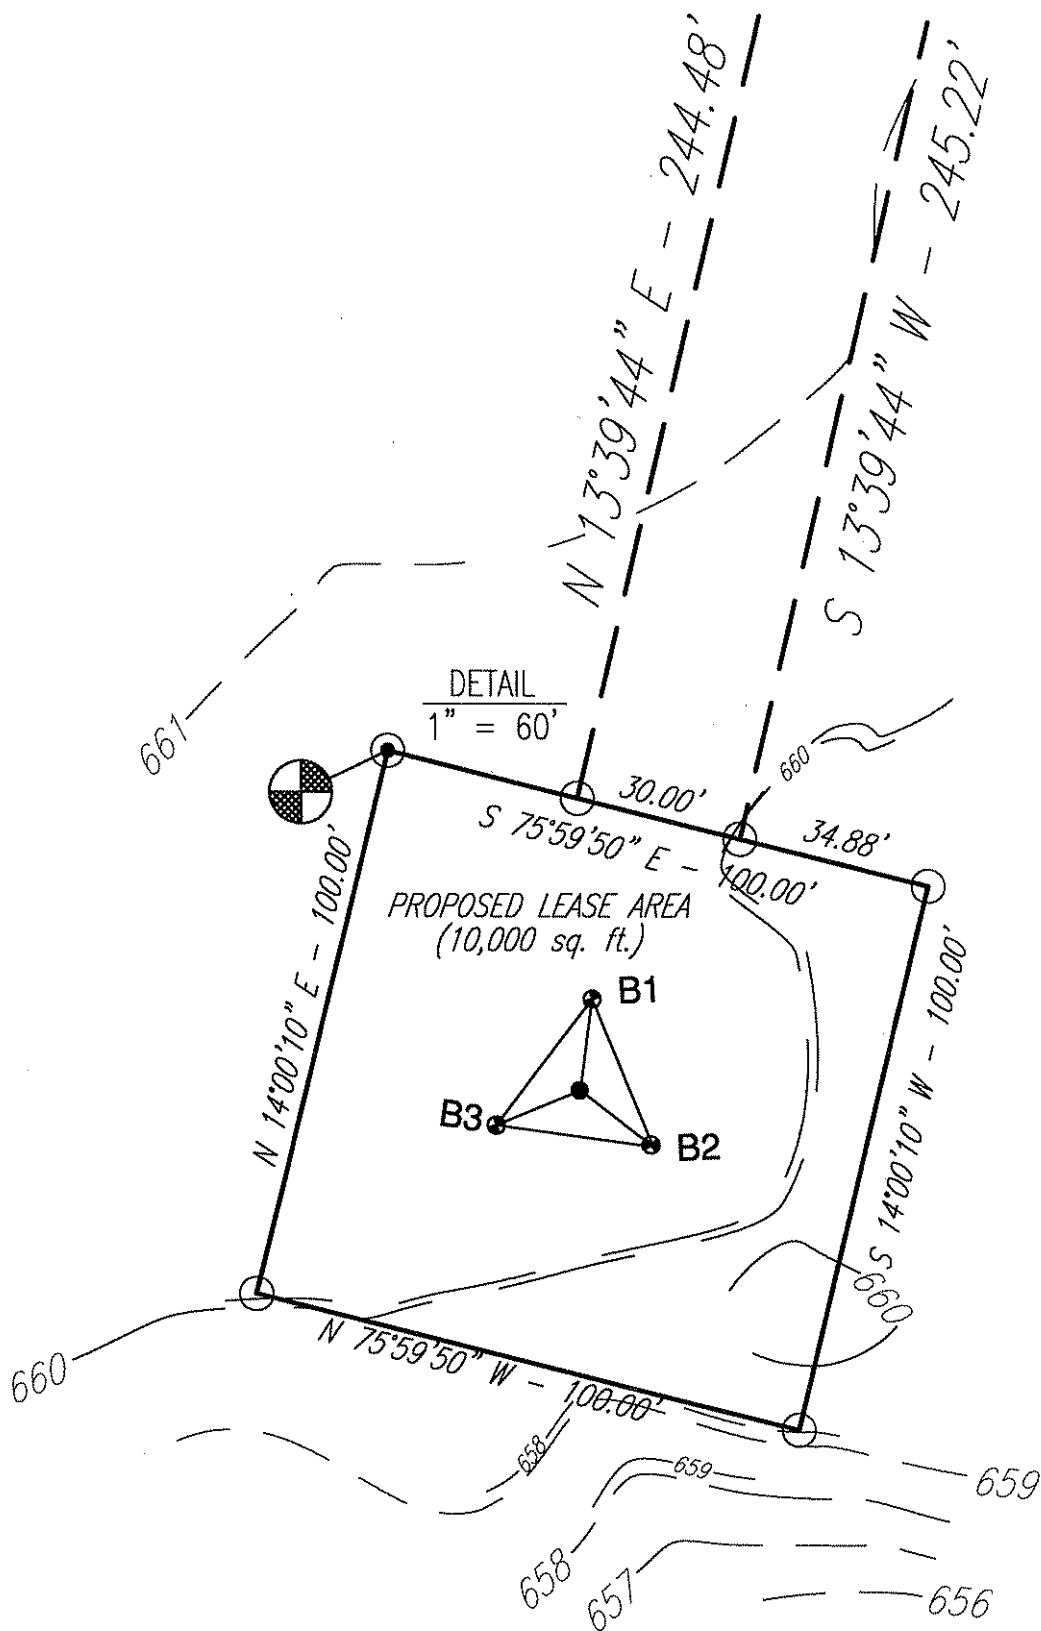 N 13°39'44" E - 244.48'
S 13°39'44" W - 245.22'
661
DETAIL
1" = 60'
660
30.00'
34.88'
S 75°59'50" E - 100.00'
PROPOSED LEASE AREA
(10,000 sq. ft.)
N 14°00'10" E - 100.00'
S 14°00'10" W - 100.00'
B1
B3
B2
660
660
N 75°59'50" W - 100.00'
658
659
659
658
657
656